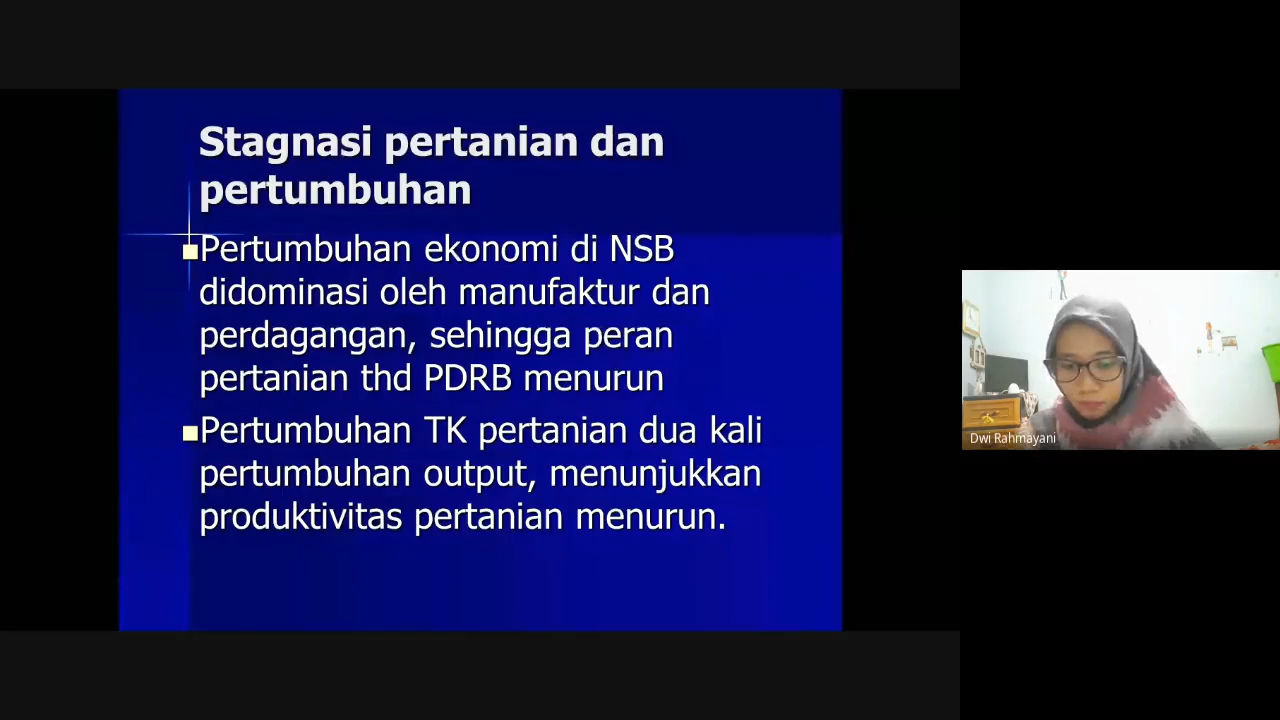 Stagnasi pertanian dan
pertumbuhan
Pertumbuhan ekonomi di NSB
didominasi oleh manufaktur dan
perdagangan, sehingga peran
pertanian thd PDRB menurun
Pertumbuhan TK pertanian dua kali
pertumbuhan output, menunjukkan
produktivitas pertanian menurun.
Dwi Rahmayani